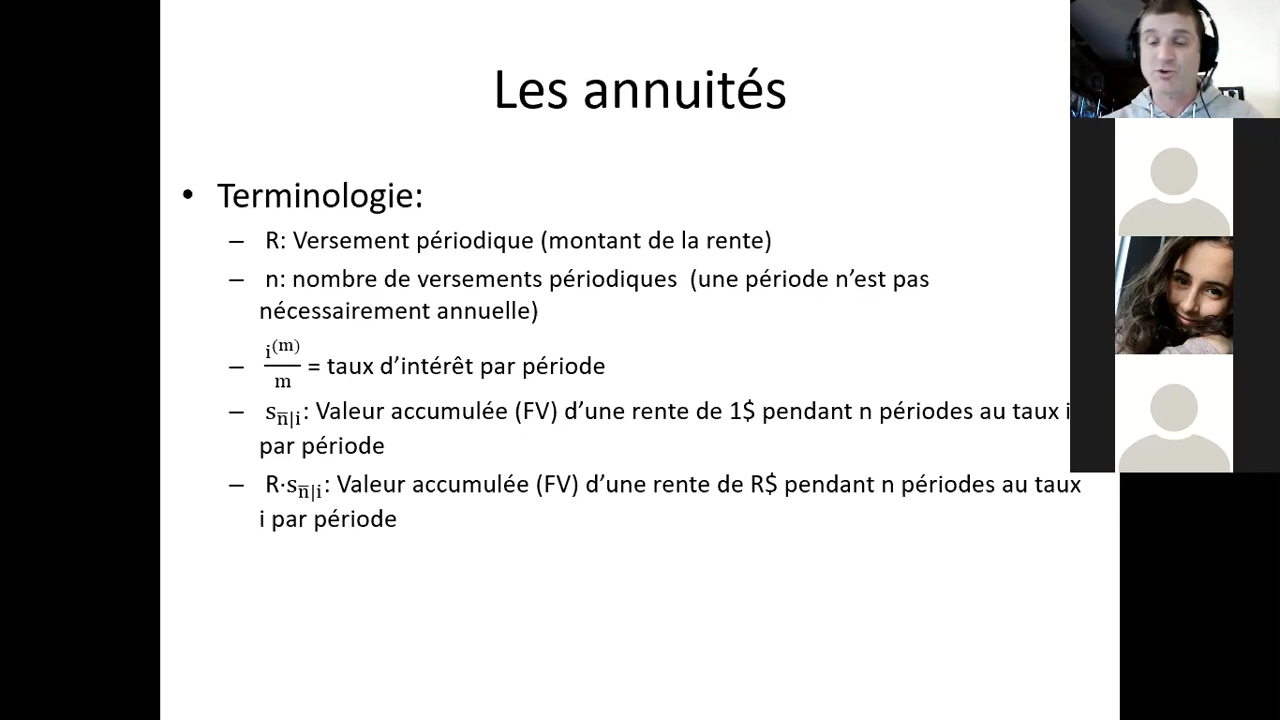 Les annuités
• Terminologie:
– R: Versement périodique (montant de la rente)
– n: nombre de versements périodiques (une période n’est pas
nécessairement annuelle)
– i^(m)/m = taux d’intérêt par période
– s_n̅|i: Valeur accumulée (FV) d’une rente de 1$ pendant n périodes au taux i
par période
– R·s_n̅|i: Valeur accumulée (FV) d’une rente de R$ pendant n périodes au taux
i par période